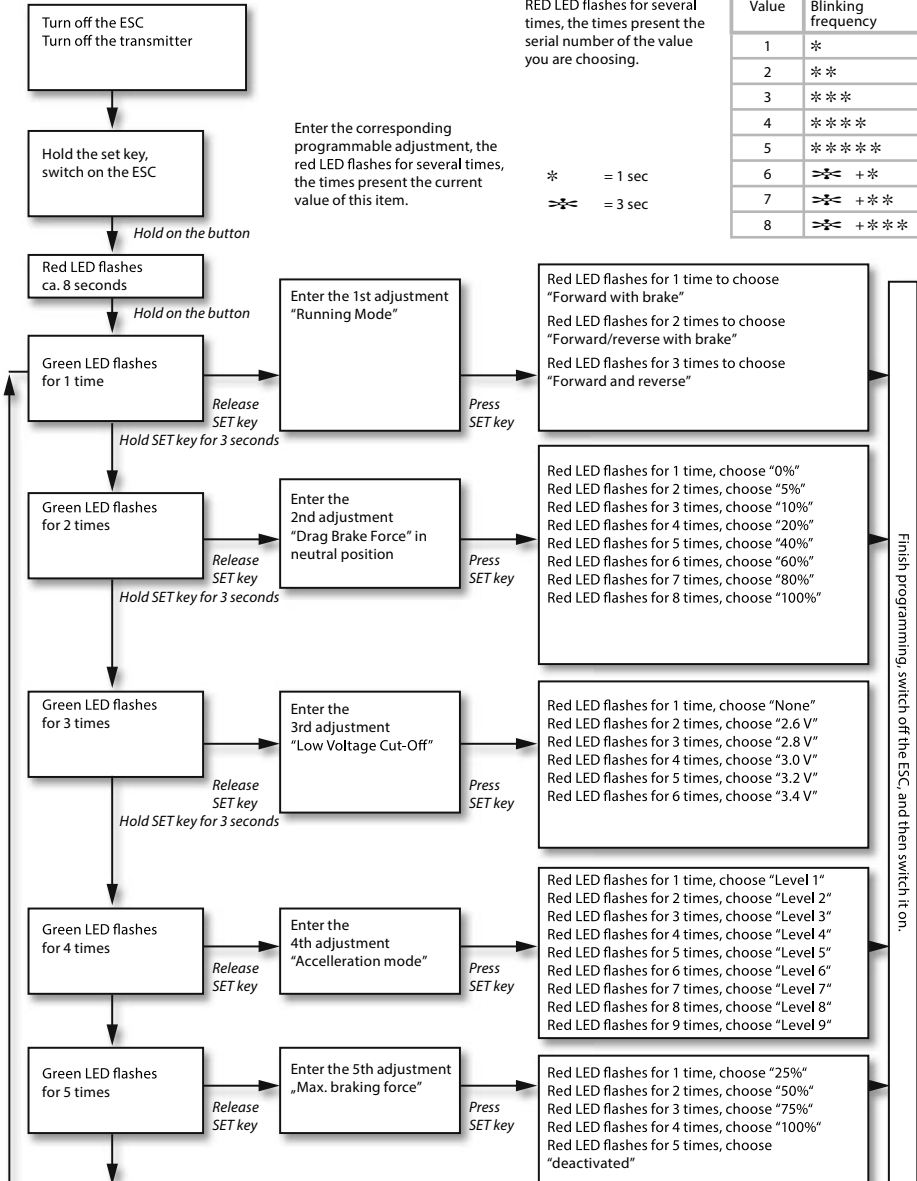 Turn off the ESC
Turn off the transmitter
RED LED flashes for several
times, the times present the
serial number of the value
you are choosing.
Value Blinking
frequency
1 *
2 **
3 ***
4 ****
5 *****
6 >*< +*
7 >*< +**
8 >*< +***
Hold the set key,
switch on the ESC
Enter the corresponding
programmable adjustment, the
red LED flashes for several times,
the times present the current
value of this item.
* = 1 sec
>*< = 3 sec
Hold on the button
Red LED flashes
ca. 8 seconds
Hold on the button
Green LED flashes
for 1 time
Release
SET key
Hold SET key for 3 seconds
Enter the 1st adjustment
“Running Mode”
Press
SET key
Red LED flashes for 1 time to choose
“Forward with brake”
Red LED flashes for 2 times to choose
“Forward/reverse with brake”
Red LED flashes for 3 times to choose
“Forward and reverse”
Green LED flashes
for 2 times
Release
SET key
Hold SET key for 3 seconds
Enter the
2nd adjustment
“Drag Brake Force” in
neutral position
Press
SET key
Red LED flashes for 1 time, choose “0%”
Red LED flashes for 2 times, choose “5%”
Red LED flashes for 3 times, choose “10%”
Red LED flashes for 4 times, choose “20%”
Red LED flashes for 5 times, choose “40%”
Red LED flashes for 6 times, choose “60%”
Red LED flashes for 7 times, choose “80%”
Red LED flashes for 8 times, choose “100%”
Green LED flashes
for 3 times
Release
SET key
Hold SET key for 3 seconds
Enter the
3rd adjustment
“Low Voltage Cut-Off”
Press
SET key
Red LED flashes for 1 time, choose “None”
Red LED flashes for 2 times, choose “2.6 V”
Red LED flashes for 3 times, choose “2.8 V”
Red LED flashes for 4 times, choose “3.0 V”
Red LED flashes for 5 times, choose “3.2 V”
Red LED flashes for 6 times, choose “3.4 V”
Green LED flashes
for 4 times
Release
SET key
Enter the
4th adjustment
“Accelleration mode”
Press
SET key
Red LED flashes for 1 time, choose “Level 1“
Red LED flashes for 2 times, choose “Level 2“
Red LED flashes for 3 times, choose “Level 3“
Red LED flashes for 4 times, choose “Level 4“
Red LED flashes for 5 times, choose “Level 5“
Red LED flashes for 6 times, choose “Level 6“
Red LED flashes for 7 times, choose “Level 7“
Red LED flashes for 8 times, choose “Level 8“
Red LED flashes for 9 times, choose “Level 9“
Green LED flashes
for 5 times
Release
SET key
Enter the 5th adjustment
„Max. braking force”
Press
SET key
Red LED flashes for 1 time, choose “25%“
Red LED flashes for 2 times, choose “50%“
Red LED flashes for 3 times, choose “75%“
Red LED flashes for 4 times, choose “100%“
Red LED flashes for 5 times, choose
“deactivated”
Finish programming, switch off the ESC, and then switch it on.